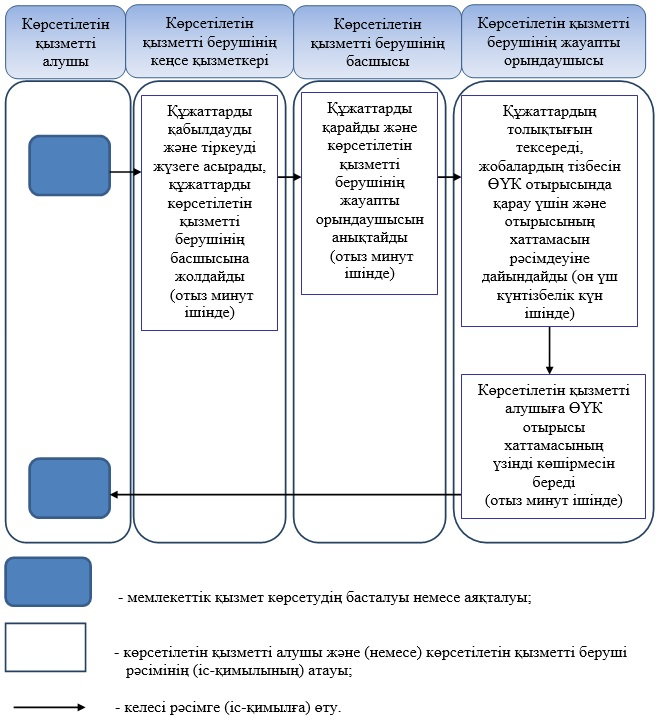 Көрсетілетін
қызметті
алушы
Көрсетілетін
қызметті берушінің
кеңсе қызметкері
Көрсетілетін
қызметті берушінің
басшысы
Көрсетілетін қызметті
берушінің жауапты
орындаушысы
Құжаттарды
қабылдауды
және тіркеуді
жүзеге асырады,
құжаттарды
көрсетілетін
қызметті
берушінің
басшысына
жолдайды
(отыз минут
ішінде)
Құжаттарды
қарайды және
көрсетілетін
қызметті
берушінің
жауапты
орындаушысын
анықтайды
(отыз минут
ішінде)
Құжаттардың
толықтығын
тексереді,
жобалардың тізбесін
ӨҮК отырысында
қарау үшін және
отырысының
хаттамасын
рәсімдеуіне
дайындайды (он үш
күнтізбелік күн
ішінде)
Көрсетілетін қызметті
алушыға ӨҮК
отырысы
хаттамасының
үзінді көшірмесін
береді
(отыз минут ішінде)
- мемлекеттік қызмет көрсетудің басталуы немесе аяқталуы;
- көрсетілетін қызметті алушы және (немесе) көрсетілетін қызметті беруші
рәсімінің (іс-қимылының) атауы;
- келесі рәсімге (іс-қимылға) өту.